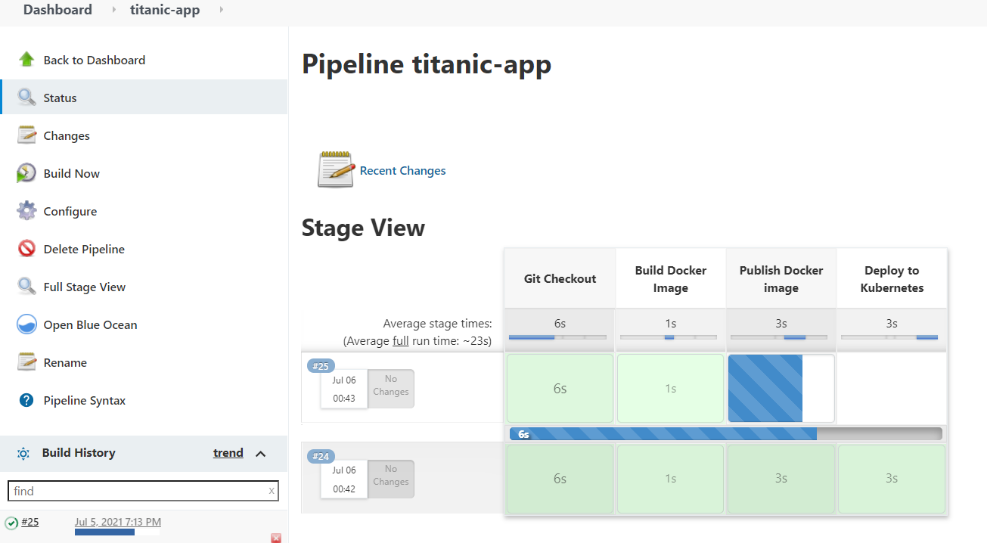 Dashboard
titanic-app
Back to Dashboard
Status
Changes
Build Now
Configure
Delete Pipeline
Full Stage View
Open Blue Ocean
Rename
Pipeline Syntax
Build History
trend
find
x
#25
Jul 5, 2021 7:13 PM
Pipeline titanic-app
Recent Changes
Stage View
Git Checkout
Build Docker
Image
Publish Docker
image
Deploy to
Kubernetes
Average stage times:
(Average full run time: ~23s)
6s
1s
3s
3s
#25
Jul 06
00:43
No
Changes
6s
1s
6s
#24
Jul 06
00:42
No
Changes
6s
1s
3s
3s